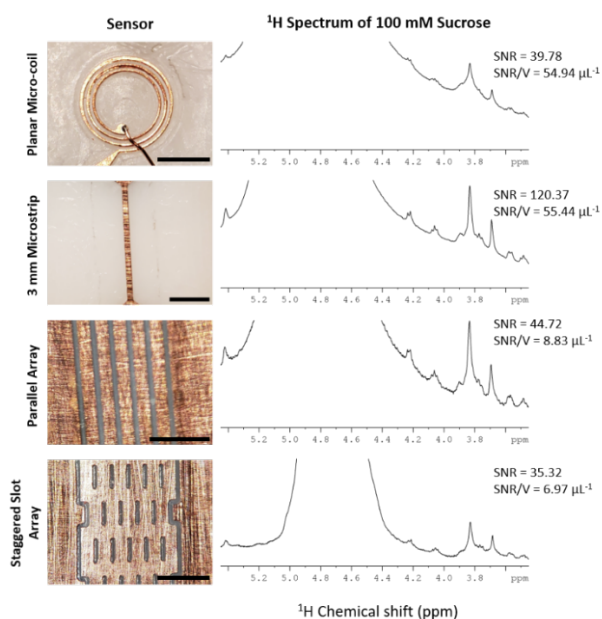 Sensor
¹H Spectrum of 100 mM Sucrose
Planar Micro-coil
SNR = 39.78
SNR/V = 54.94 µL⁻¹
5.2 5.0 4.8 4.6 4.4 4.2 4.0 3.8 ppm
3 mm Microstrip
SNR = 120.37
SNR/V = 55.44 µL⁻¹
5.2 5.0 4.8 4.6 4.4 4.2 4.0 3.8 ppm
Parallel Array
SNR = 44.72
SNR/V = 8.83 µL⁻¹
5.2 5.0 4.8 4.6 4.4 4.2 4.0 3.8 ppm
Staggered Slot
Array
SNR = 35.32
SNR/V = 6.97 µL⁻¹
5.2 5.0 4.8 4.6 4.4 4.2 4.0 3.8 ppm
¹H Chemical shift (ppm)